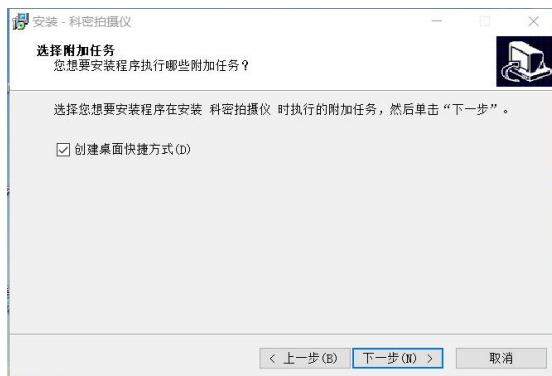 安装 - 科密拍摄仪
选择附加任务
您想要安装程序执行哪些附加任务？
选择您想要安装程序在安装 科密拍摄仪 时执行的附加任务，然后单击“下一步”。
创建桌面快捷方式(D)
< 上一步(B) 下一步(N) > 取消